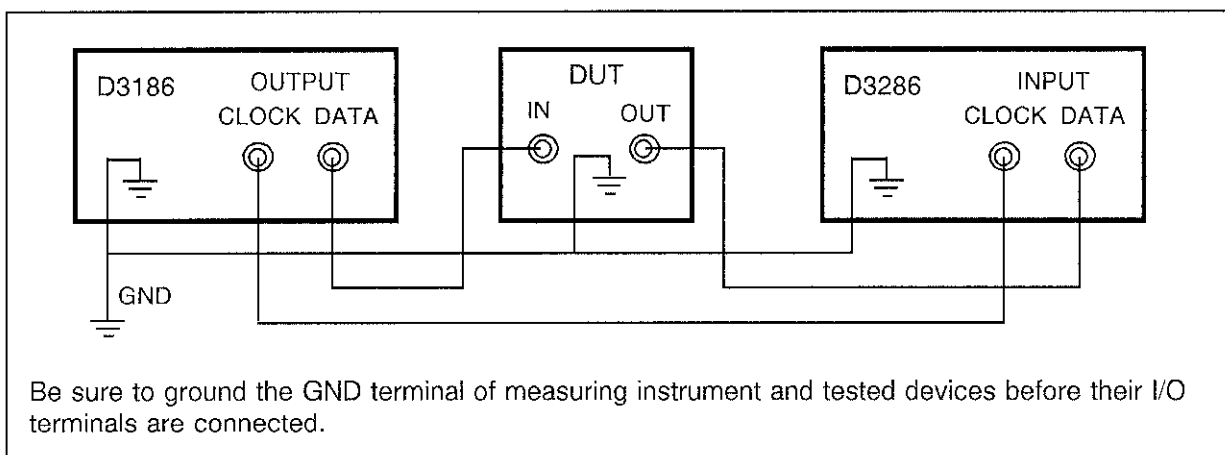 D3186
OUTPUT
CLOCK DATA
DUT
IN
OUT
D3286
INPUT
CLOCK DATA
GND
Be sure to ground the GND terminal of measuring instrument and tested devices before their I/O
terminals are connected.